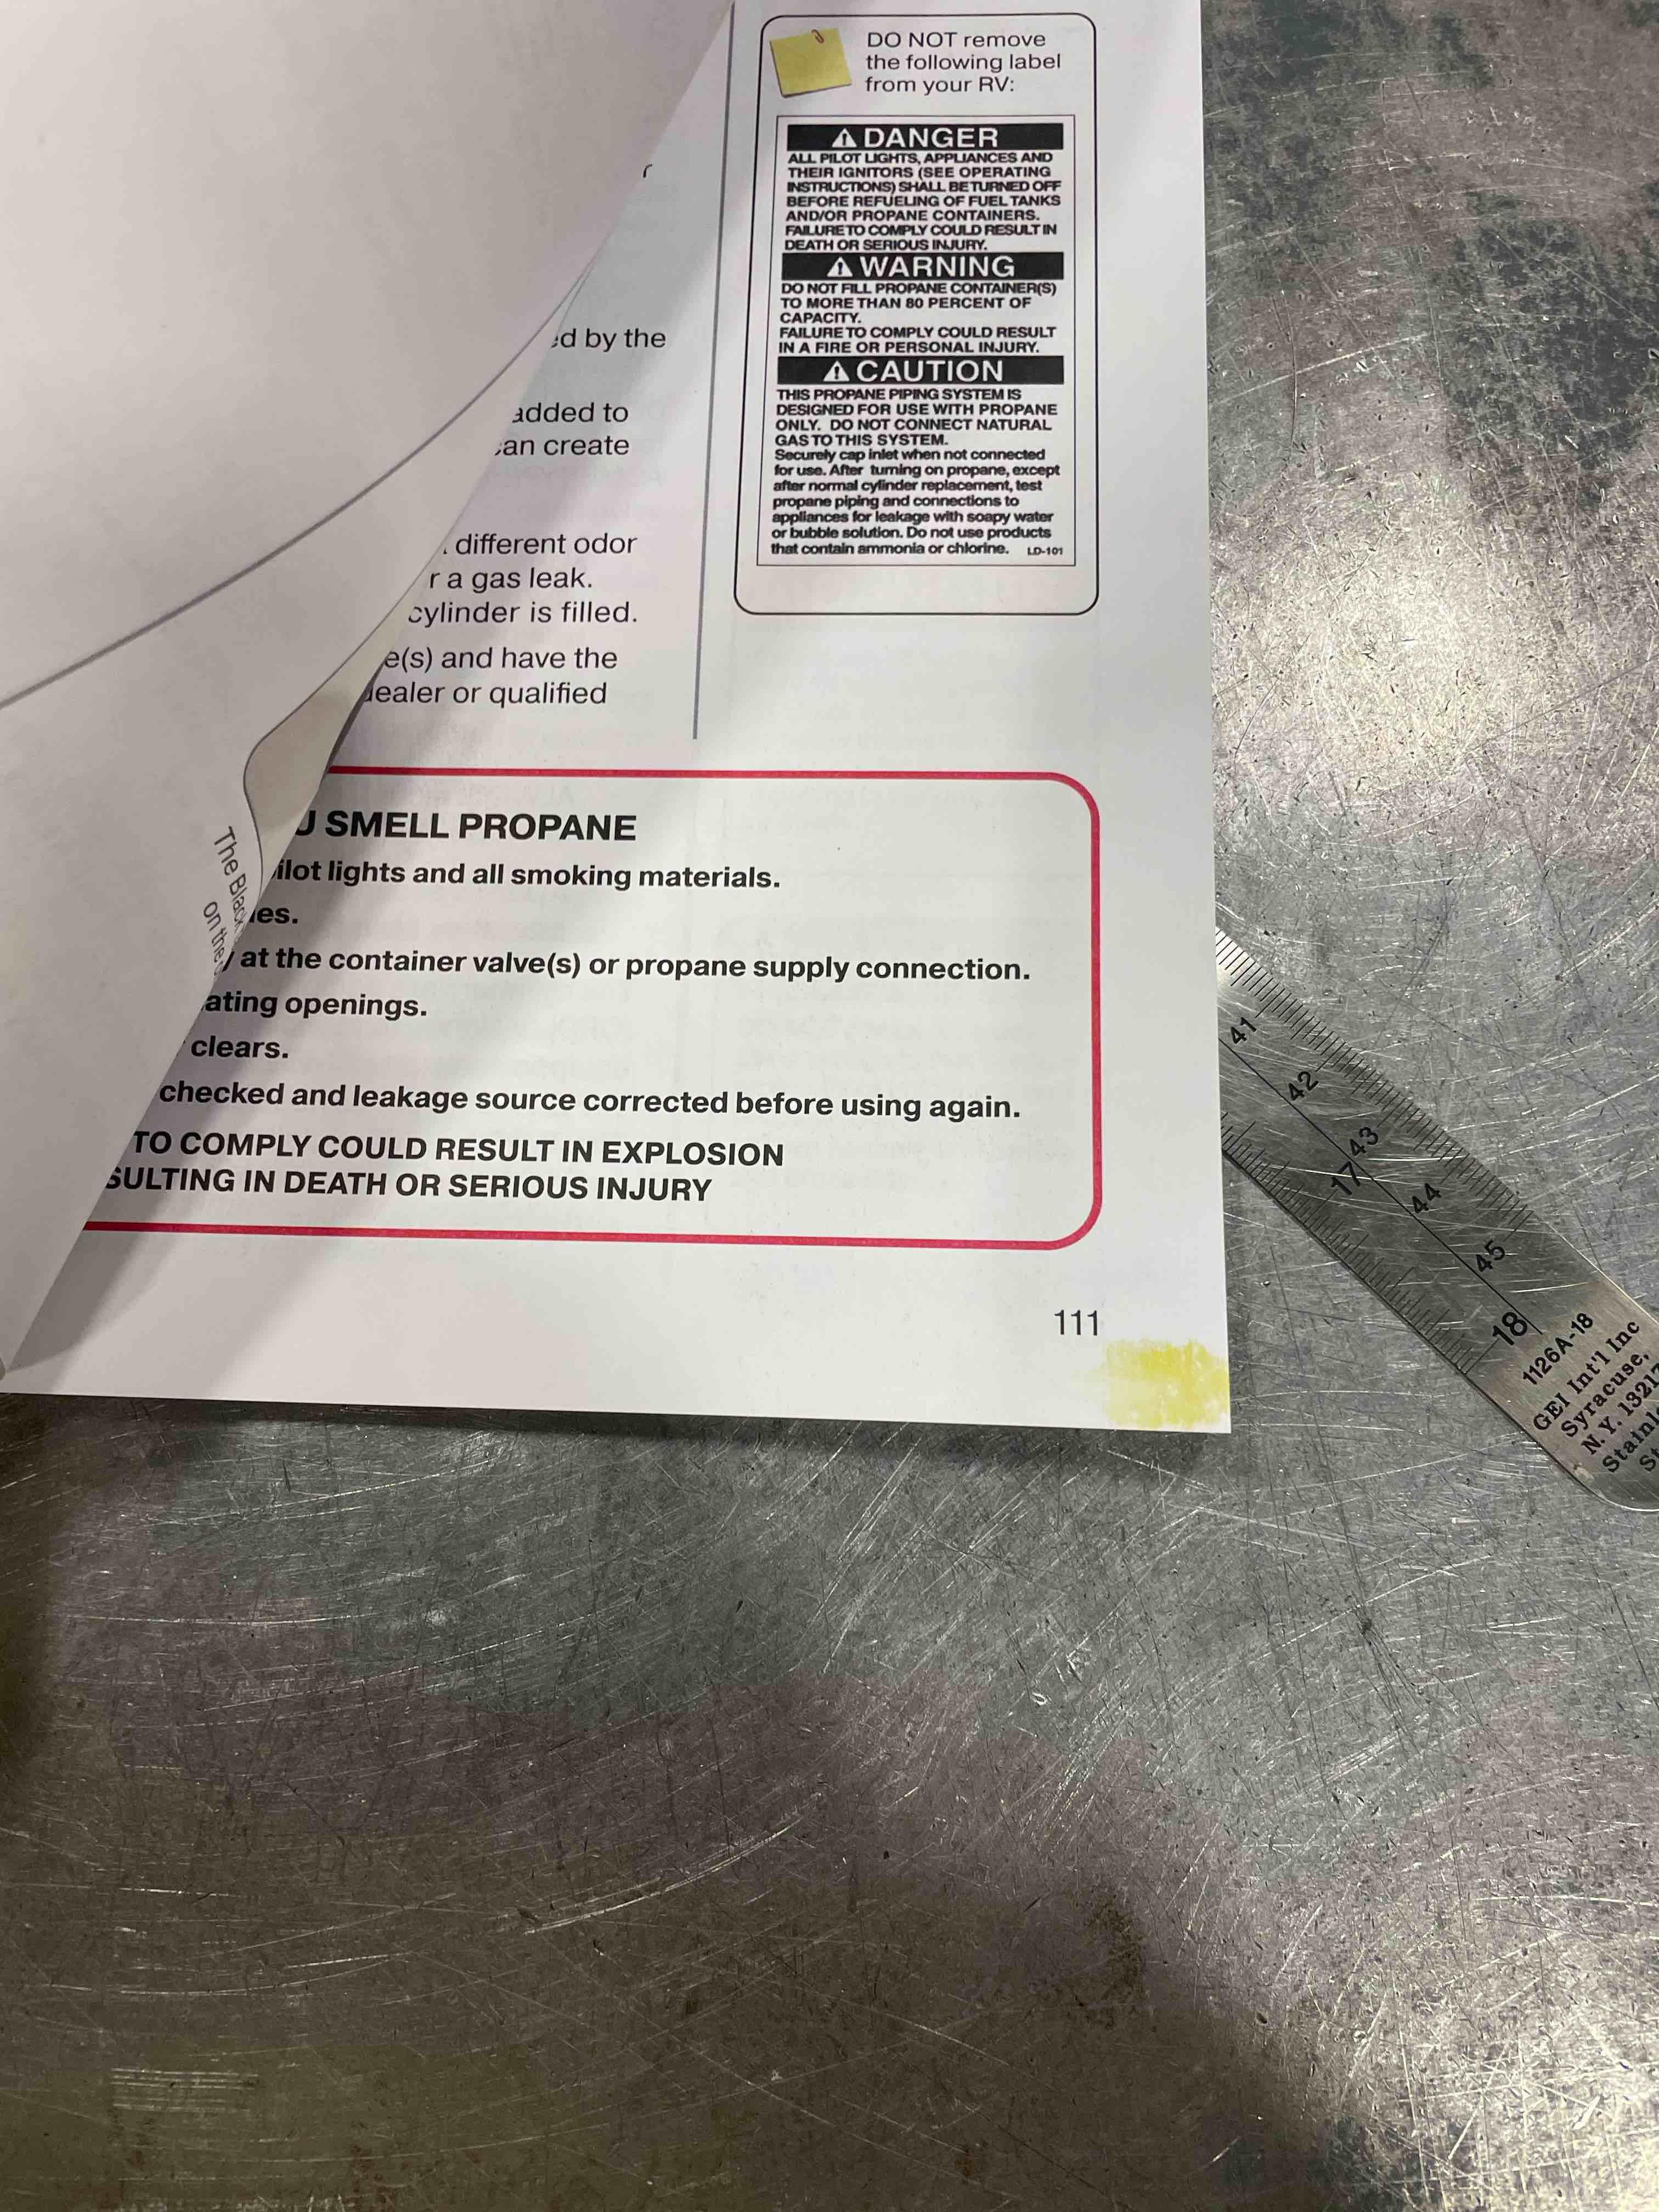 DO NOT remove
the following label
from your RV:
DANGER
ALL PILOT LIGHTS, APPLIANCES AND
THEIR IGNITORS (SEE OPERATING
INSTRUCTIONS) SHALL BE TURNED OFF
BEFORE REFUELING OF FUEL TANKS
AND/OR PROPANE CONTAINERS.
FAILURE TO COMPLY COULD RESULT IN
DEATH OR SERIOUS INJURY.
WARNING
DO NOT FILL PROPANE CONTAINER(S)
TO MORE THAN 80 PERCENT OF
CAPACITY.
FAILURE TO COMPLY COULD RESULT
IN A FIRE OR PERSONAL INJURY.
CAUTION
THIS PROPANE PIPING SYSTEM IS
DESIGNED FOR USE WITH PROPANE
ONLY. DO NOT CONNECT NATURAL
GAS TO THIS SYSTEM.
Securely cap inlet when not connected
for use. After turning on propane, except
after normal cylinder replacement, test
propane piping and connections to
appliances for leakage with soapy water
or bubble solution. Do not use products
that contain ammonia or chlorine. LD-101
by the
added to
create
different odor
a gas leak.
cylinder is filled.
and have the
or qualified
SMELL PROPANE
lights and all smoking materials.
at the container valve(s) or propane supply connection.
openings.
clears.
checked and leakage source corrected before using again.
TO COMPLY COULD RESULT IN EXPLOSION
IN DEATH OR SERIOUS INJURY
111
The
on the
41
42
43
17
44
45
18
1126A-18
GEI Int'l Inc
Syracuse,
N.Y.